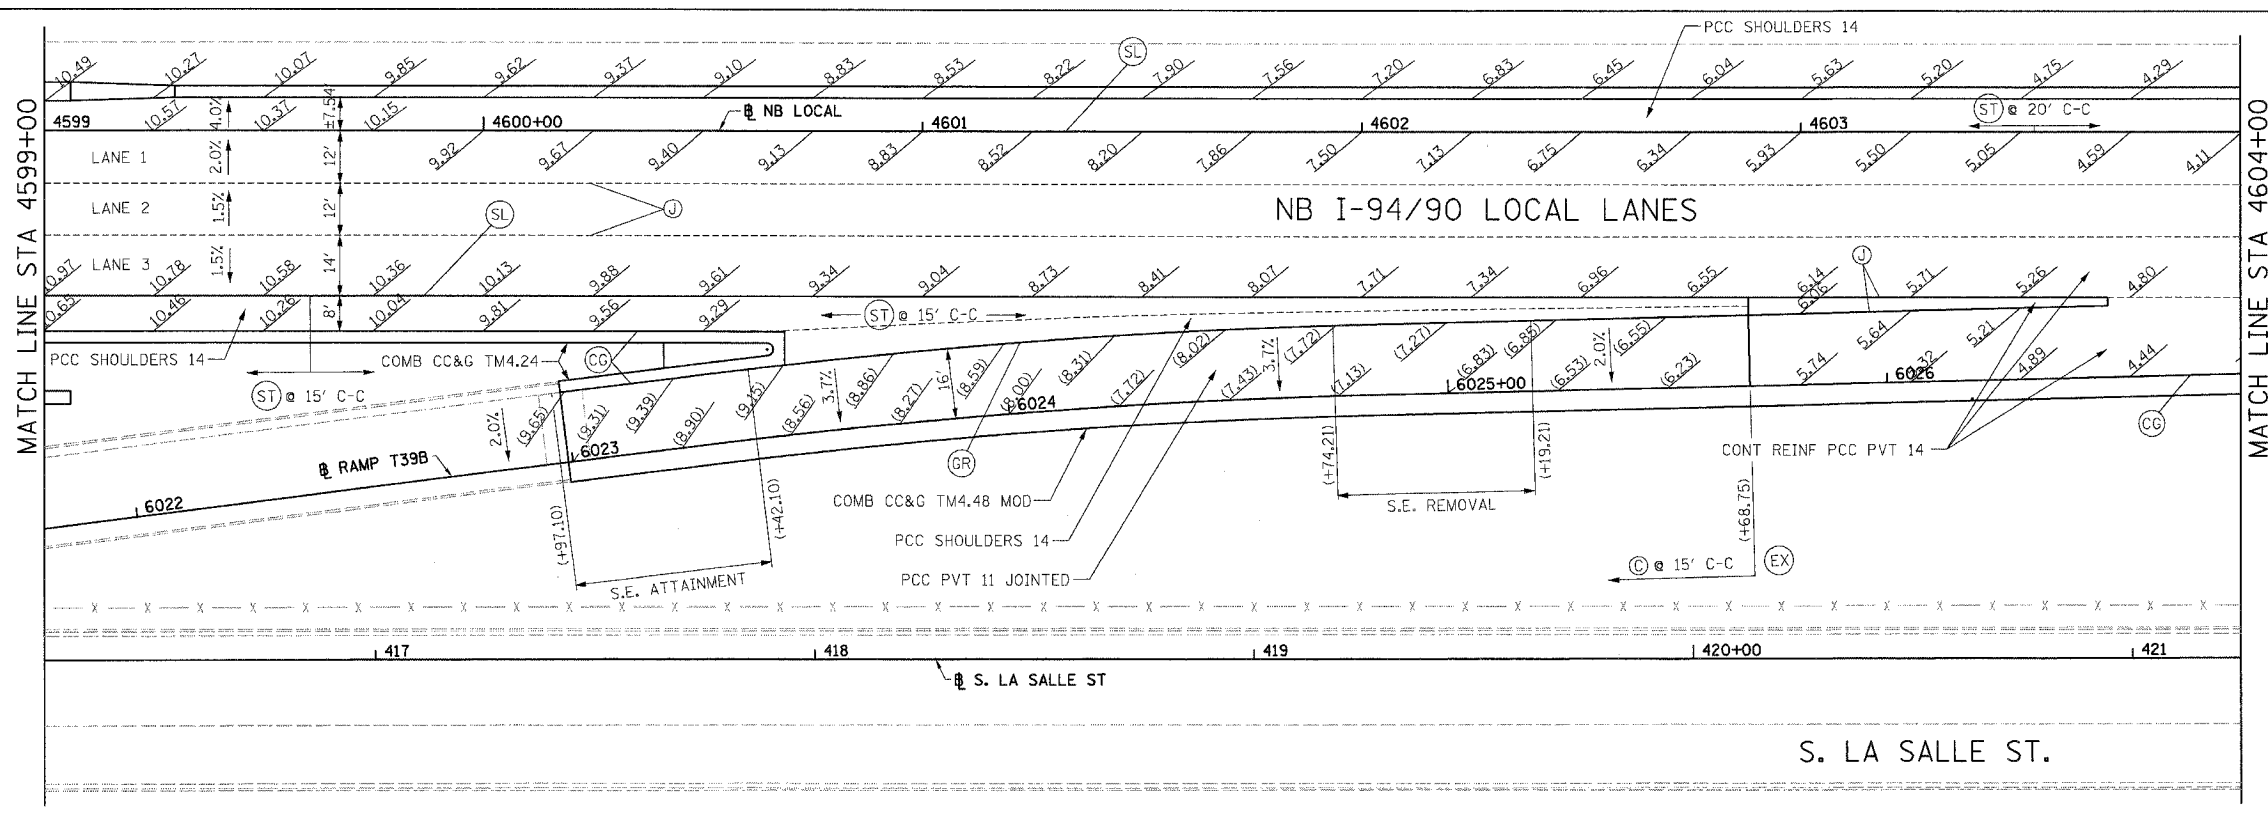 PCC SHOULDERS 14
10.49 10.27 10.07 9.85 9.62 9.37 9.10 8.83 8.53 8.22 7.90 7.56 7.20 6.83 6.45 6.04 5.63 5.20 4.75 4.29
SL
MATCH LINE STA 4599+00
MATCH LINE STA 4604+00
4599
10.57 10.37 10.15
4.0%
±7.54'
4600+00
NB LOCAL
4601
4602
4603
ST @ 20' C-C
LANE 1
2.0%
12'
9.92 9.67 9.40 9.13 8.83 8.52 8.20 7.86 7.50 7.13 6.75 6.34 5.93 5.50 5.05 4.59 4.11
LANE 2
1.5%
12'
SL
J
NB I-94/90 LOCAL LANES
LANE 3
1.5%
14'
J
10.97 10.78 10.58 10.36 10.13 9.88 9.61 9.34 9.04 8.73 8.41 8.07 7.71 7.34 6.96 6.55 6.14 5.71 5.26 4.80
10.65 10.46 10.26 10.04 9.81 9.56 9.29
8'
6.06
ST @ 15' C-C
5.64 5.21
PCC SHOULDERS 14
COMB CC&G TM4.24
CG
ST @ 15' C-C
(9.65) (9.31) (9.39) (8.90) (9.15) (8.56) (8.86) (8.27) (8.59) (8.00) (8.31) (7.72) (8.02) (7.43) (7.72) (7.13) (7.27) (6.83) (6.85) (6.53) (6.55) (6.23)
3.7%
16'
3.7%
2.0%
5.74 4.89 4.44
2.0%
6022
RAMP T39B
6023
6024
6025+00
6026
GR
CG
CONT REINF PCC PVT 14
COMB CC&G TM4.48 MOD
PCC SHOULDERS 14
PCC PVT 11 JOINTED
(+97.10)
(+42.10)
S.E. ATTAINMENT
(+74.21)
(+19.21)
S.E. REMOVAL
(+68.75)
C @ 15' C-C
EX
X X X X X X X X X X X X X X X X X X X X X X X X X X X X X X X X X X X X X X X X X
417
418
419
420+00
421
S. LA SALLE ST
S. LA SALLE ST.